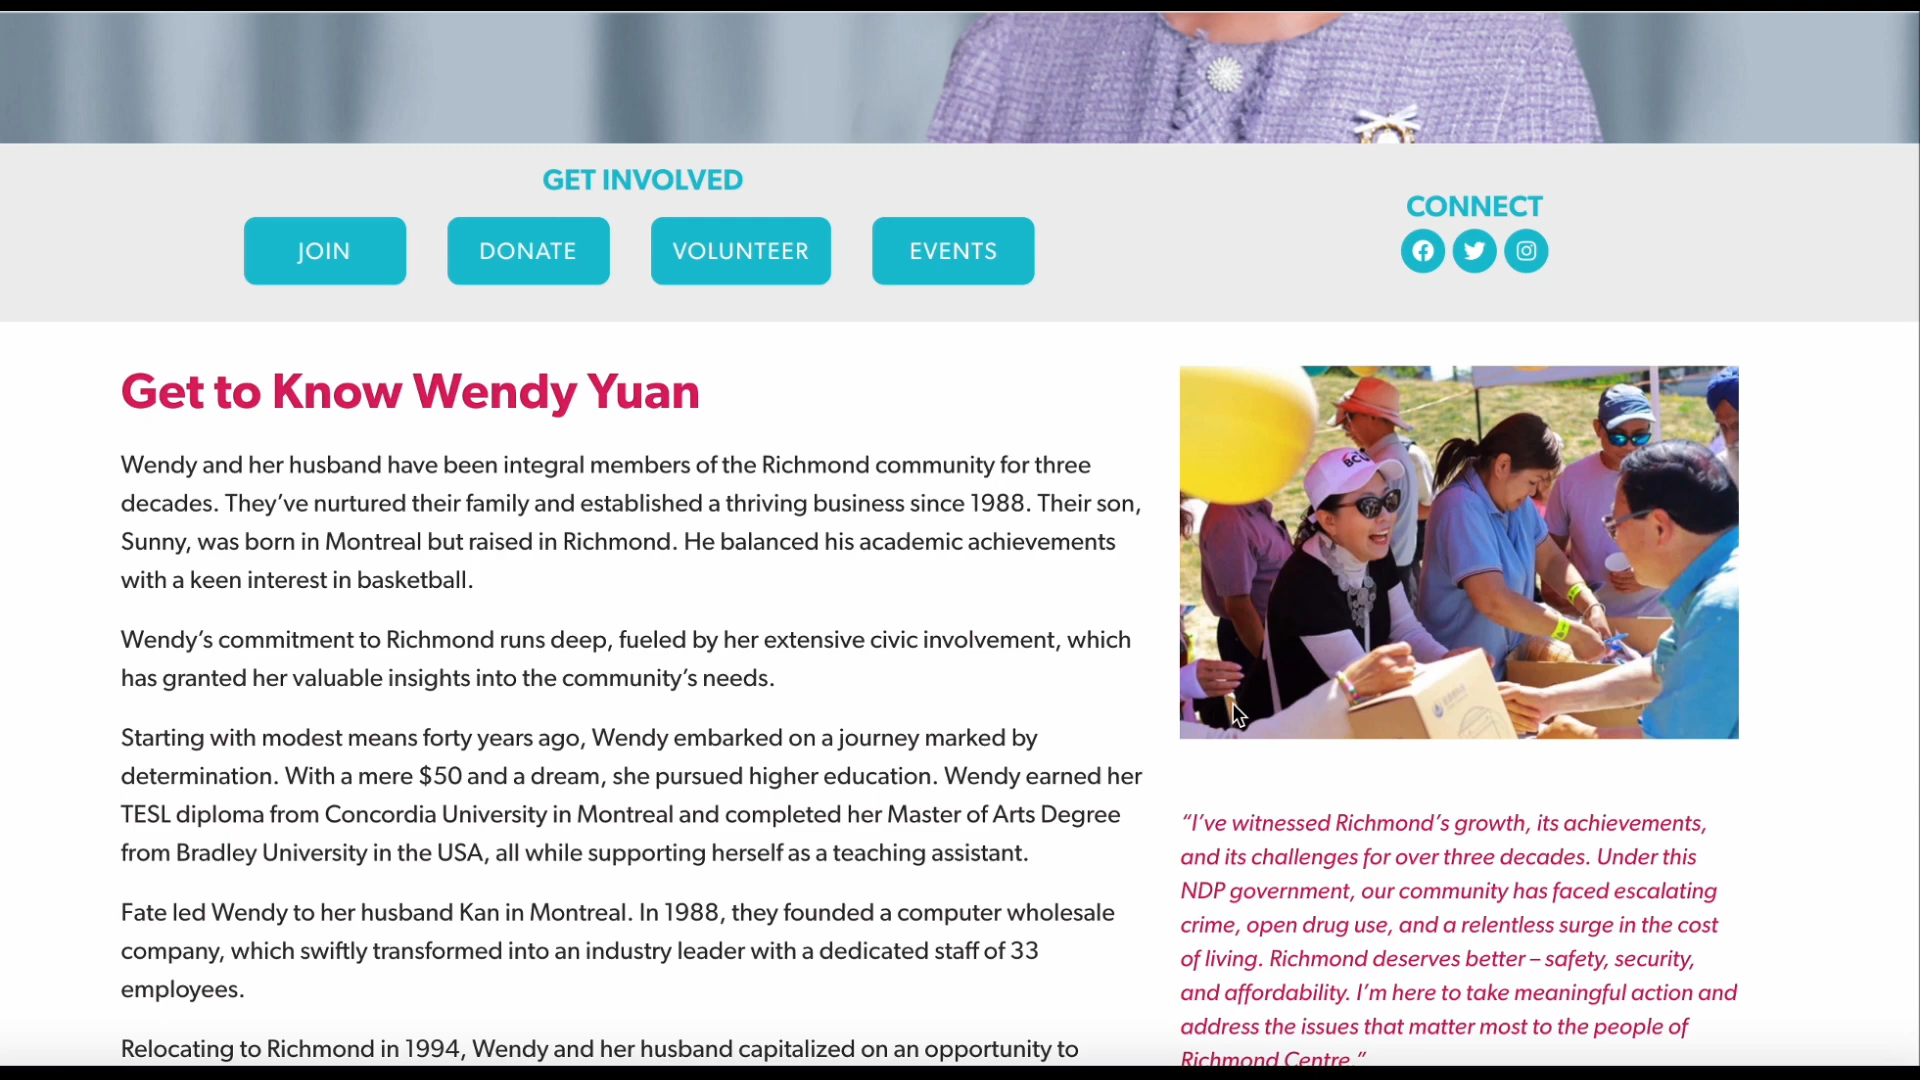 GET INVOLVED
JOIN
DONATE
VOLUNTEER
EVENTS
CONNECT
Get to Know Wendy Yuan
Wendy and her husband have been integral members of the Richmond community for three
decades. They’ve nurtured their family and established a thriving business since 1988. Their son,
Sunny, was born in Montreal but raised in Richmond. He balanced his academic achievements
with a keen interest in basketball.
Wendy’s commitment to Richmond runs deep, fueled by her extensive civic involvement, which
has granted her valuable insights into the community’s needs.
Starting with modest means forty years ago, Wendy embarked on a journey marked by
determination. With a mere $50 and a dream, she pursued higher education. Wendy earned her
TESL diploma from Concordia University in Montreal and completed her Master of Arts Degree
from Bradley University in the USA, all while supporting herself as a teaching assistant.
Fate led Wendy to her husband Kan in Montreal. In 1988, they founded a computer wholesale
company, which swiftly transformed into an industry leader with a dedicated staff of 33
employees.
Relocating to Richmond in 1994, Wendy and her husband capitalized on an opportunity to
“I’ve witnessed Richmond’s growth, its achievements,
and its challenges for over three decades. Under this
NDP government, our community has faced escalating
crime, open drug use, and a relentless surge in the cost
of living. Richmond deserves better – safety, security,
and affordability. I’m here to take meaningful action and
address the issues that matter most to the people of
Richmond Centre.”